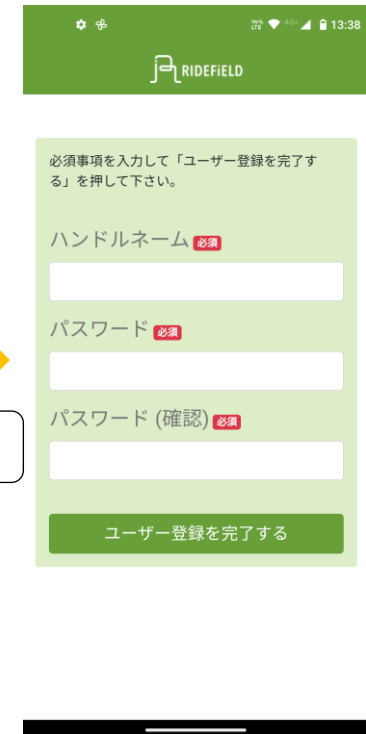 VoLTE 4G+ 13:38
RIDEFiELD
必須事項を入力して「ユーザー登録を完了す
る」を押して下さい。
ハンドルネーム 必須
パスワード 必須
パスワード (確認) 必須
ユーザー登録を完了する